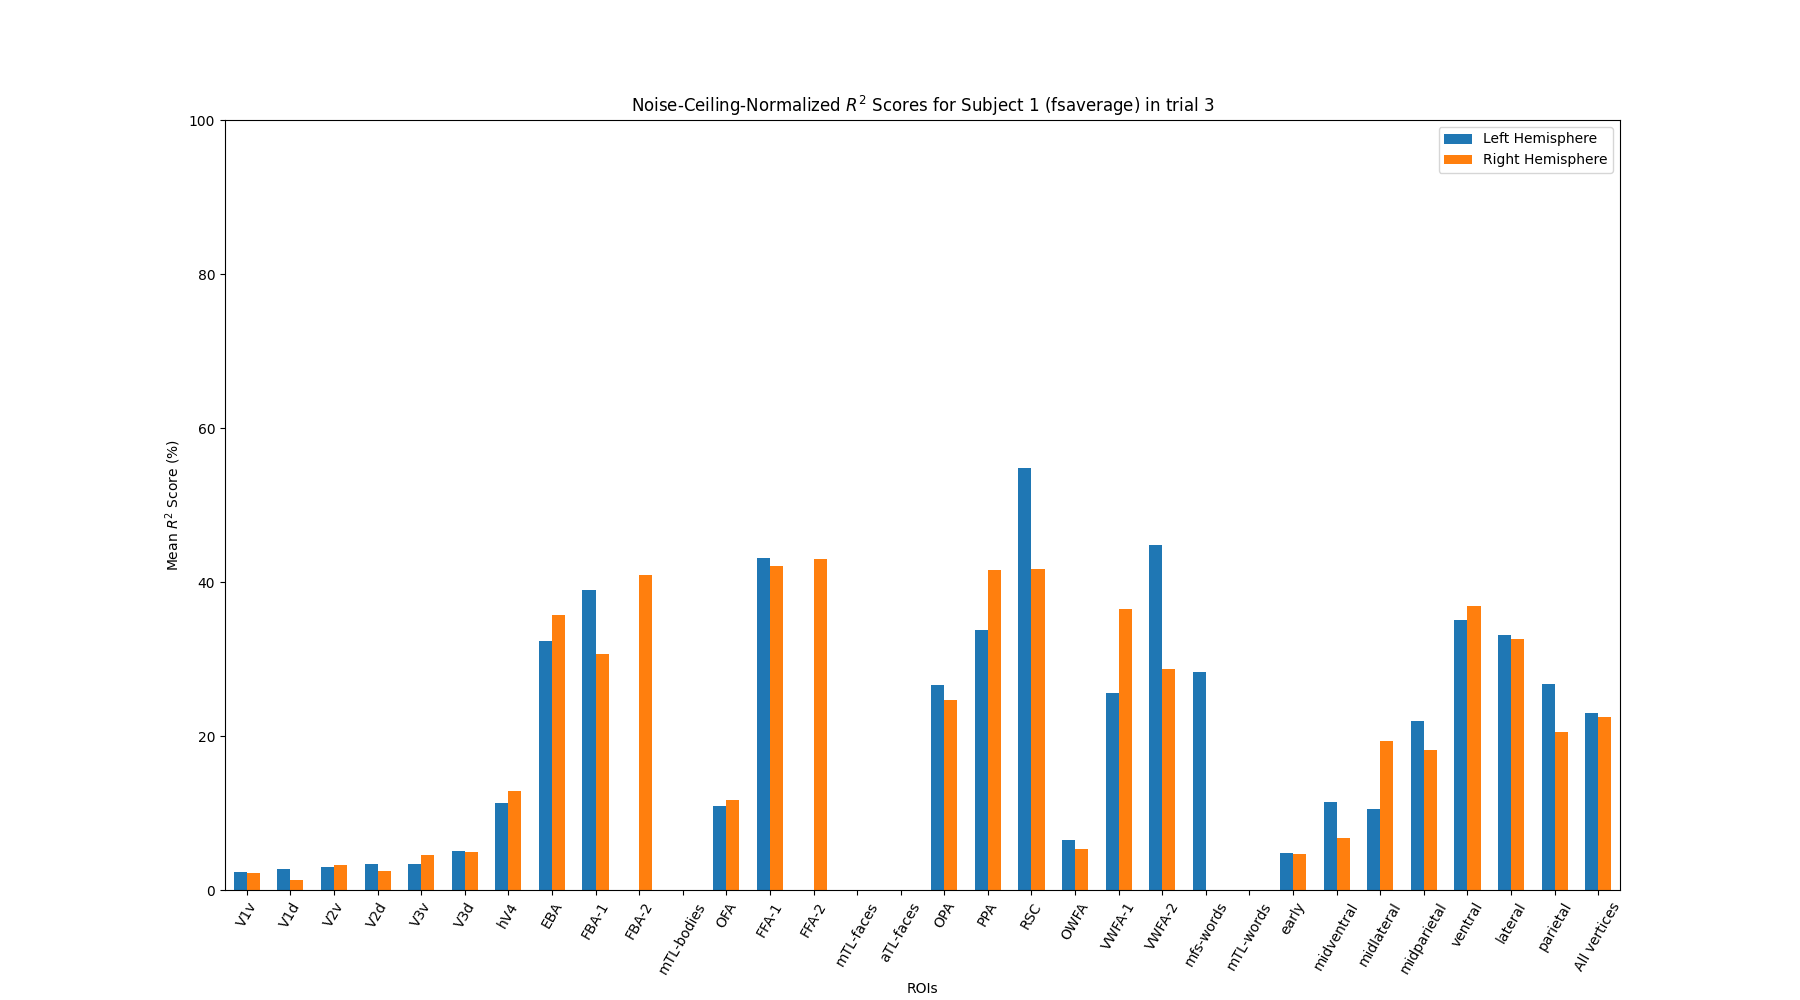 Noise-Ceiling-Normalized R² Scores for Subject 1 (fsaverage) in trial 3
Left Hemisphere
Right Hemisphere
Mean R² Score (%)
100
80
60
40
20
0
V1v
V1d
V2v
V2d
V3v
V3d
hV4
EBA
FBA-1
FBA-2
mTL-bodies
OFA
FFA-1
FFA-2
mTL-faces
aTL-faces
OPA
PPA
RSC
OWFA
VWFA-1
VWFA-2
mfs-words
mTL-words
early
midventral
midlateral
midparietal
ventral
lateral
parietal
All vertices
ROIs